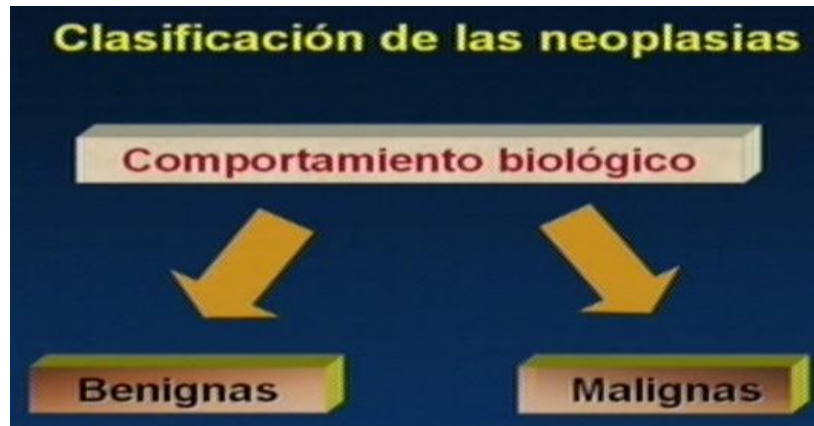 Clasificación de las neoplasias
Comportamiento biológico
Benignas
Malignas